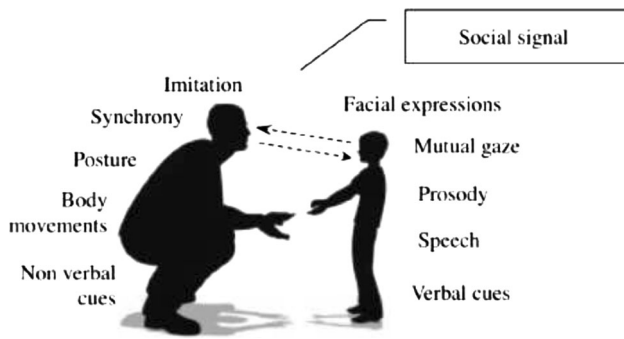 Social signal
Imitation
Facial expressions
Synchrony
Mutual gaze
Posture
Prosody
Body
movements
Speech
Non verbal
cues
Verbal cues